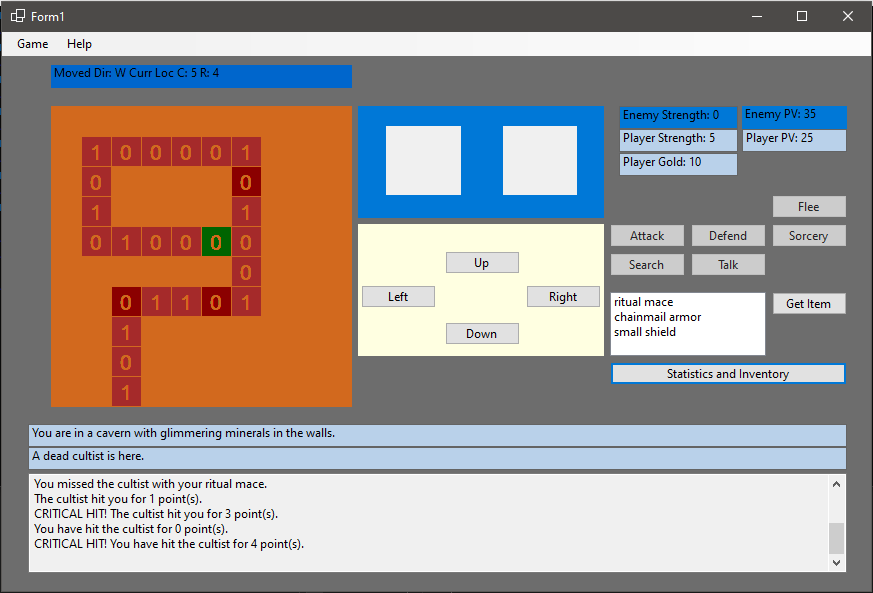 Form1
Game Help
Moved Dir: W Curr Loc C: 5 R: 4
Enemy Strength: 0
Enemy PV: 35
Player Strength: 5
Player PV: 25
Player Gold: 10
1 0 0 0 0 1
0 0
1 1
0 1 0 0 0 0
0
0 1 1 0 1
1
0
1
Up
Left
Right
Down
Flee
Attack
Defend
Sorcery
Search
Talk
ritual mace
chainmail armor
small shield
Get Item
Statistics and Inventory
You are in a cavern with glimmering minerals in the walls.
A dead cultist is here.
You missed the cultist with your ritual mace.
The cultist hit you for 1 point(s).
CRITICAL HIT! The cultist hit you for 3 point(s).
You have hit the cultist for 0 point(s).
CRITICAL HIT! You have hit the cultist for 4 point(s).